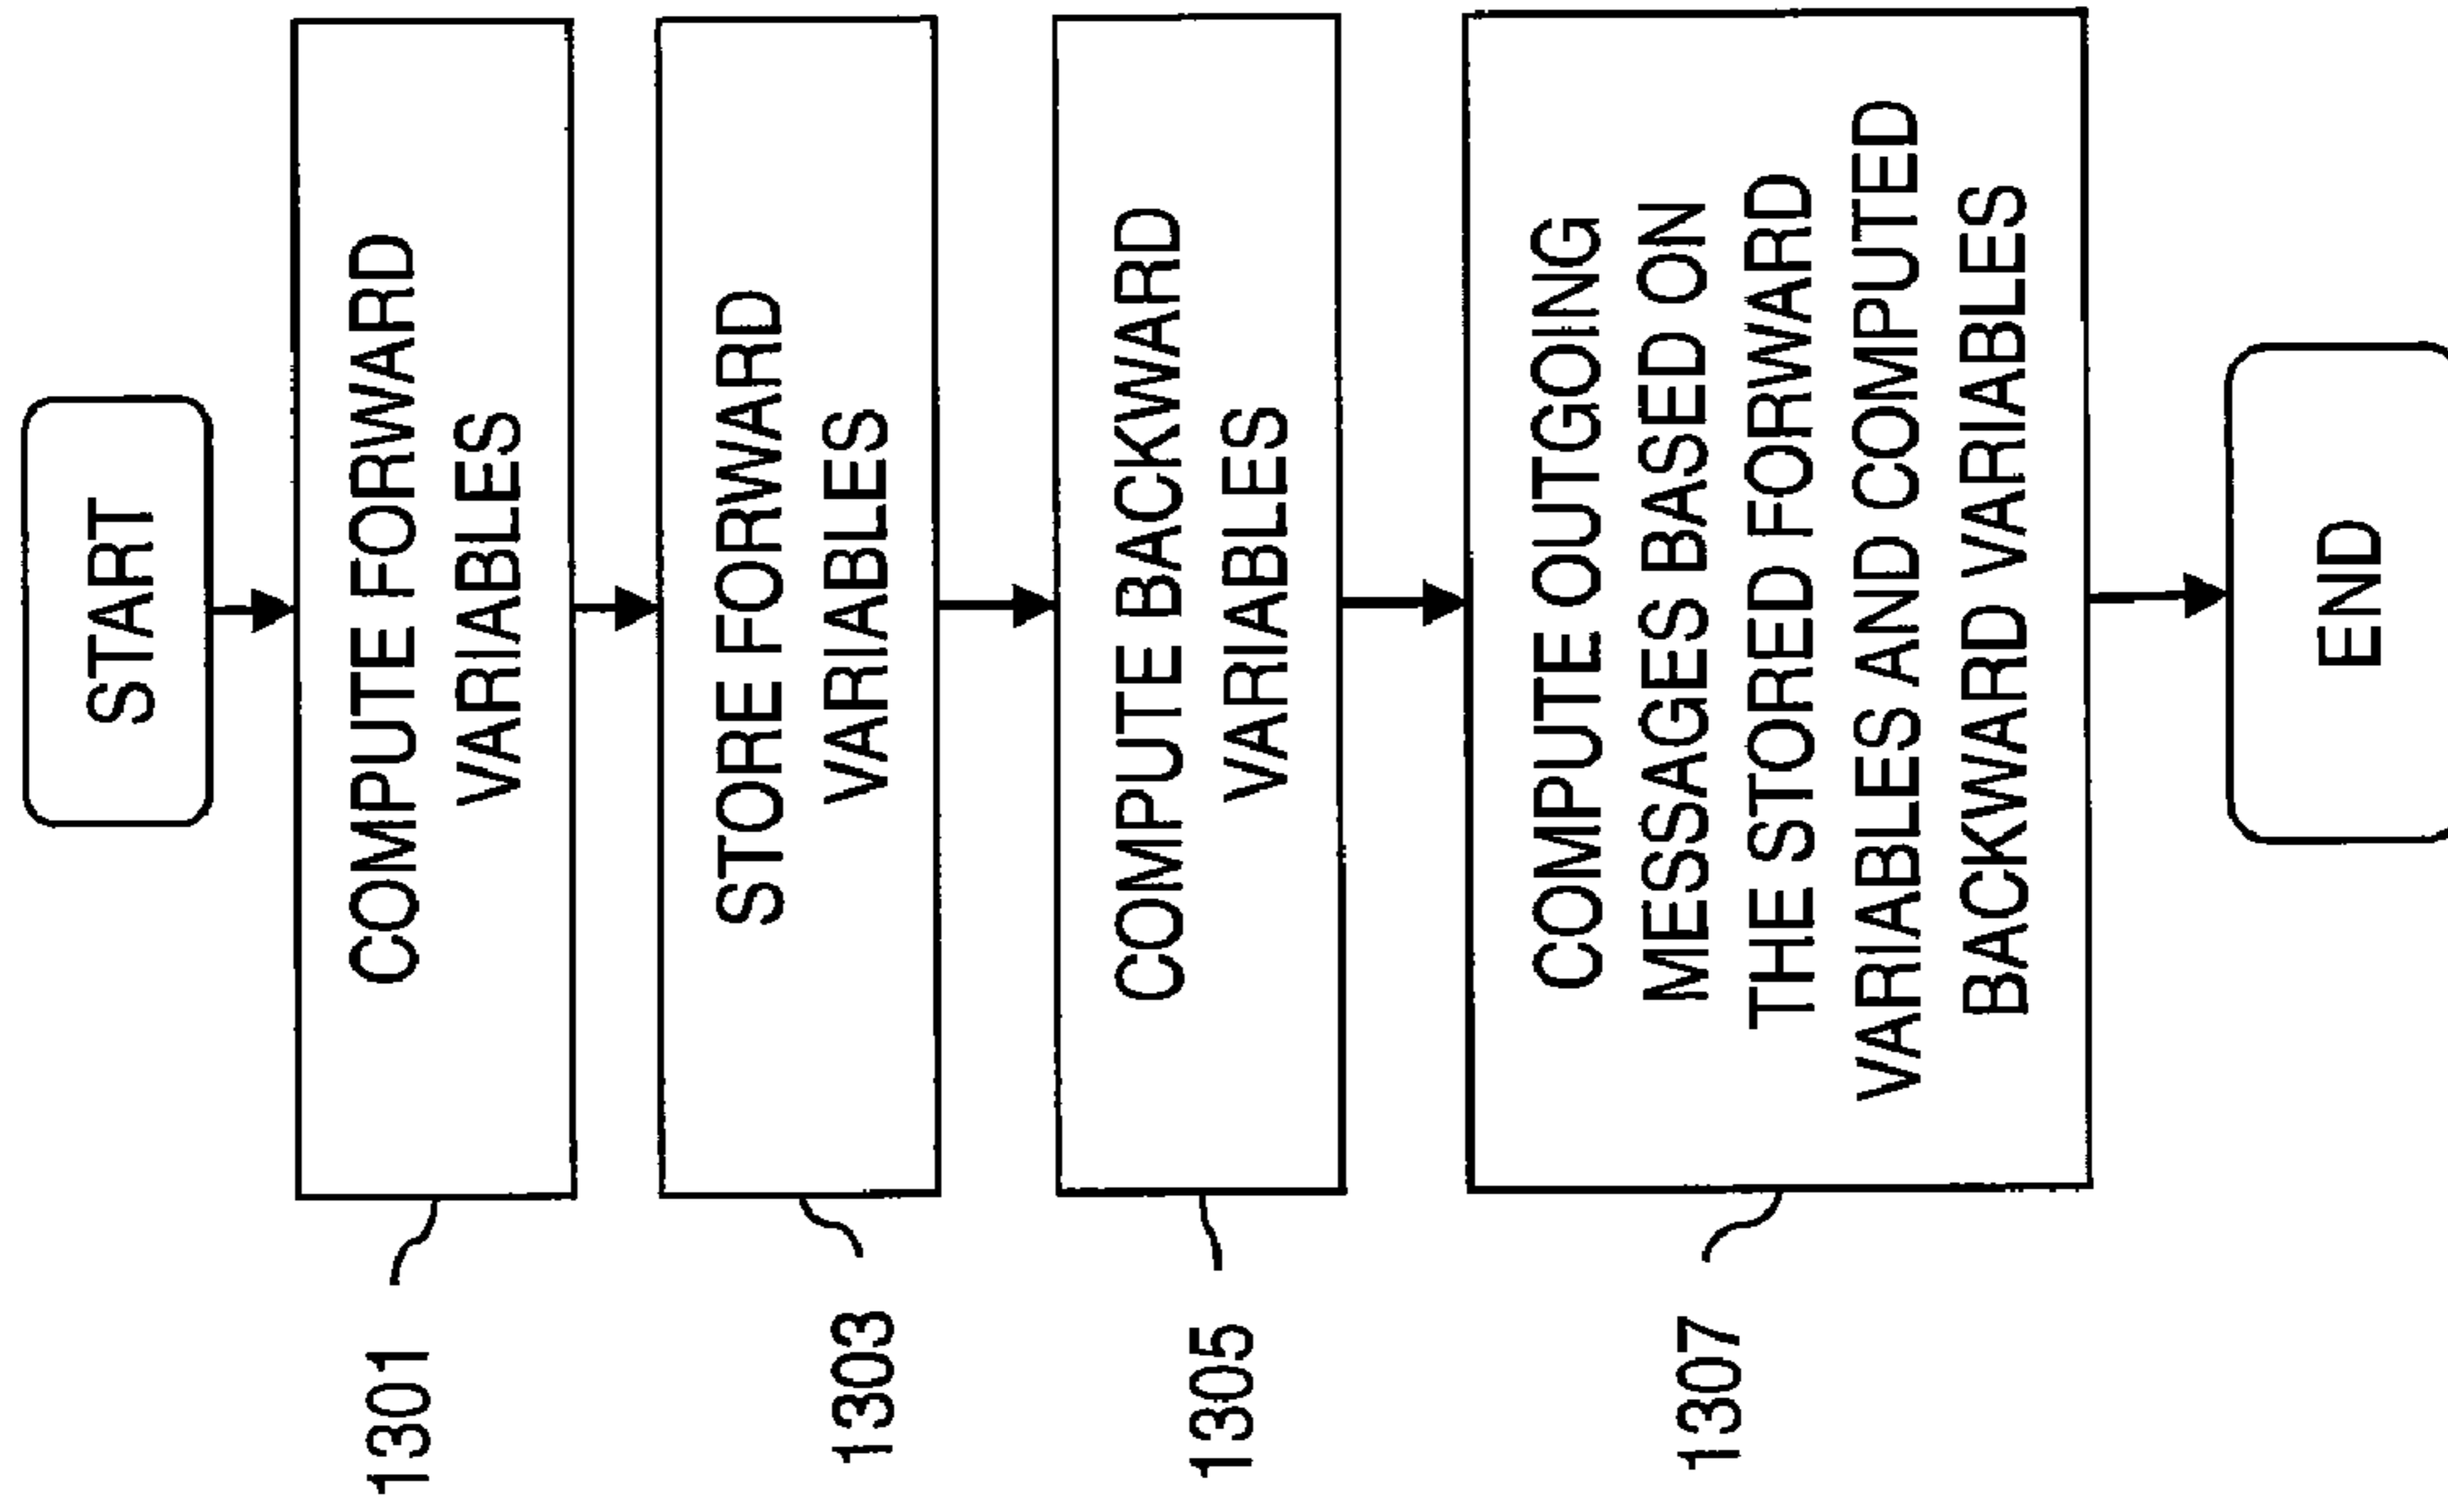 START
COMPUTE FORWARD
VARIABLES
1301
STORE FORWARD
VARIABLES
1303
COMPUTE BACKWARD
VARIABLES
1305
COMPUTE OUTGOING
MESSAGES BASED ON
THE STORED FORWARD
VARIABLES AND COMPUTED
BACKWARD VARIABLES
1307
END